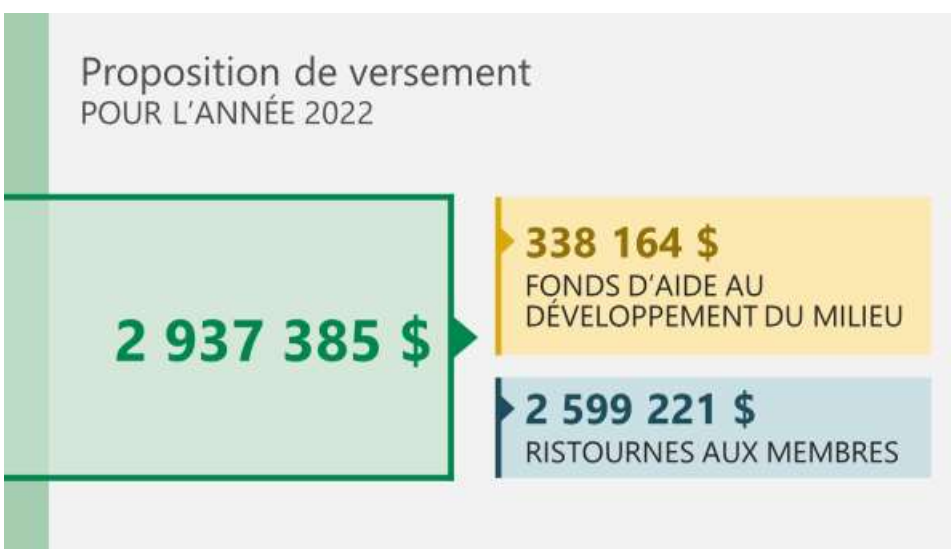 Proposition de versement
POUR L'ANNÉE 2022
2 937 385 $
338 164 $
FONDS D'AIDE AU
DÉVELOPPEMENT DU MILIEU
2 599 221 $
RISTOURNES AUX MEMBRES